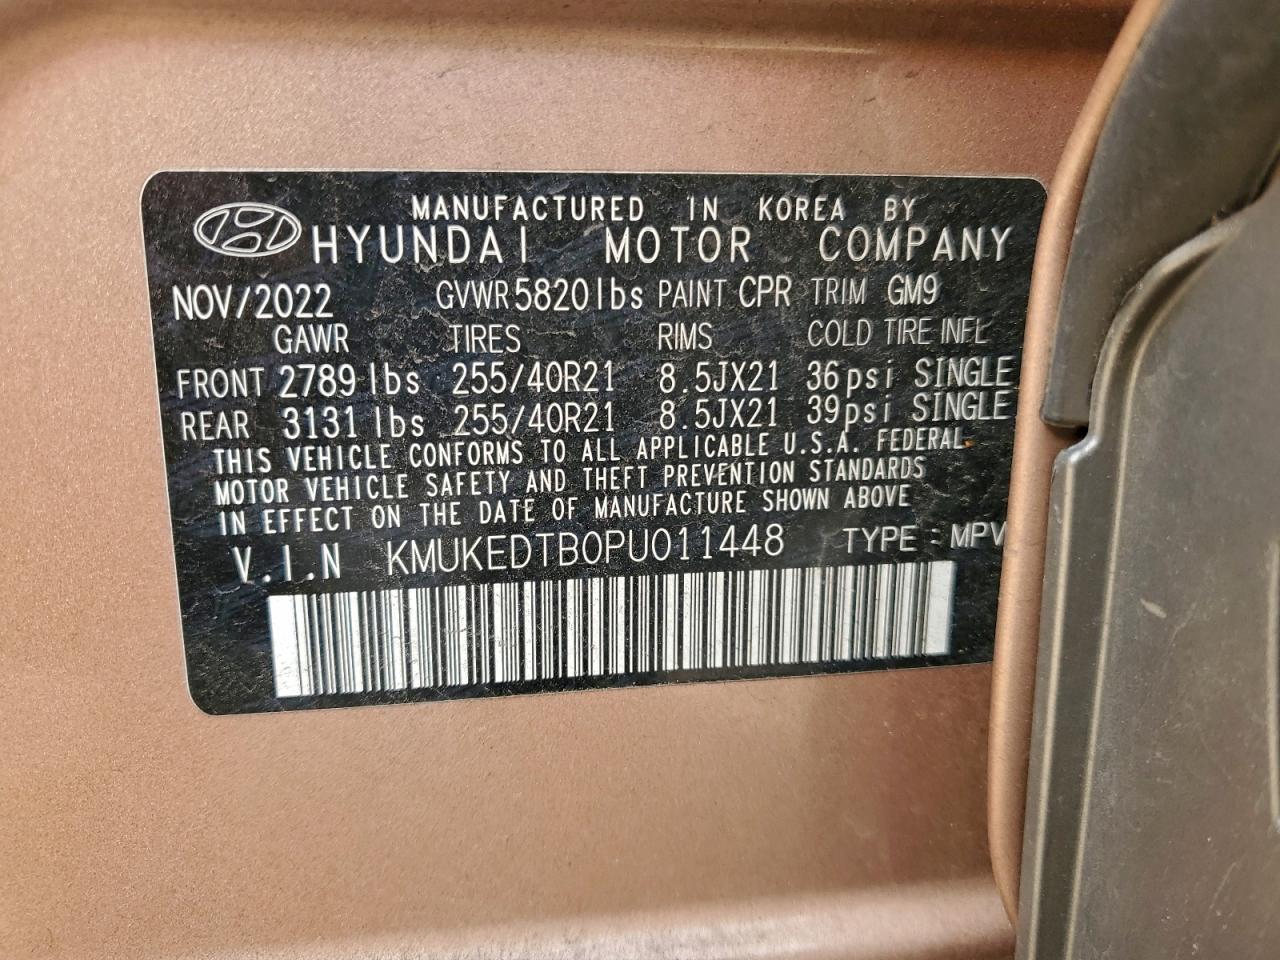 MANUFACTURED IN KOREA BY
HYUNDAI MOTOR COMPANY
NOV/2022 GVWR 5820lbs PAINT CPR TRIM GM9
GAWR TIRES RIMS COLD TIRE INFL
FRONT 2789 lbs 255/40R21 8.5JX21 36psi SINGLE
REAR 3131 lbs 255/40R21 8.5JX21 39psi SINGLE
THIS VEHICLE CONFORMS TO ALL APPLICABLE U.S.A. FEDERAL
MOTOR VEHICLE SAFETY AND THEFT PREVENTION STANDARDS
IN EFFECT ON THE DATE OF MANUFACTURE SHOWN ABOVE
V.I.N KMUKEDTB0PU011448 TYPE : MPV